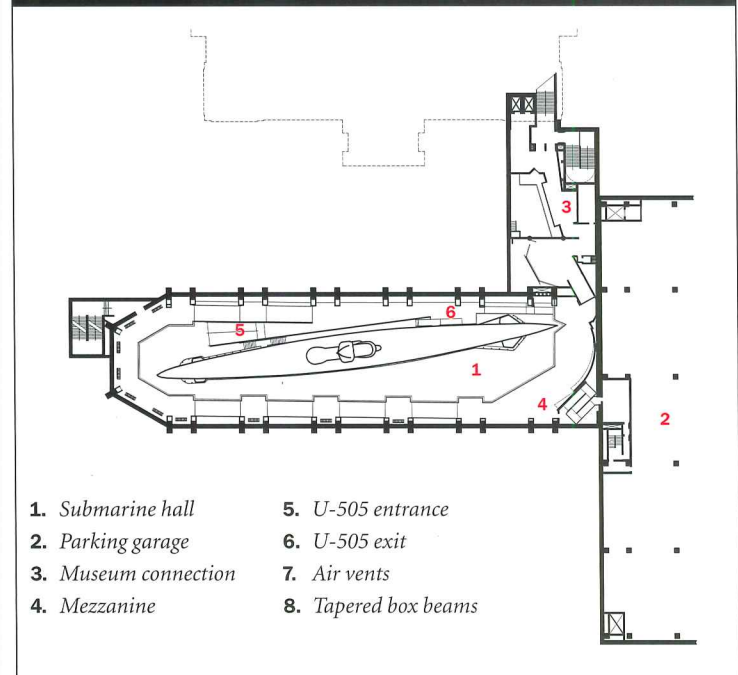 3
5
6
1
4
2
1. Submarine hall
2. Parking garage
3. Museum connection
4. Mezzanine
5. U-505 entrance
6. U-505 exit
7. Air vents
8. Tapered box beams